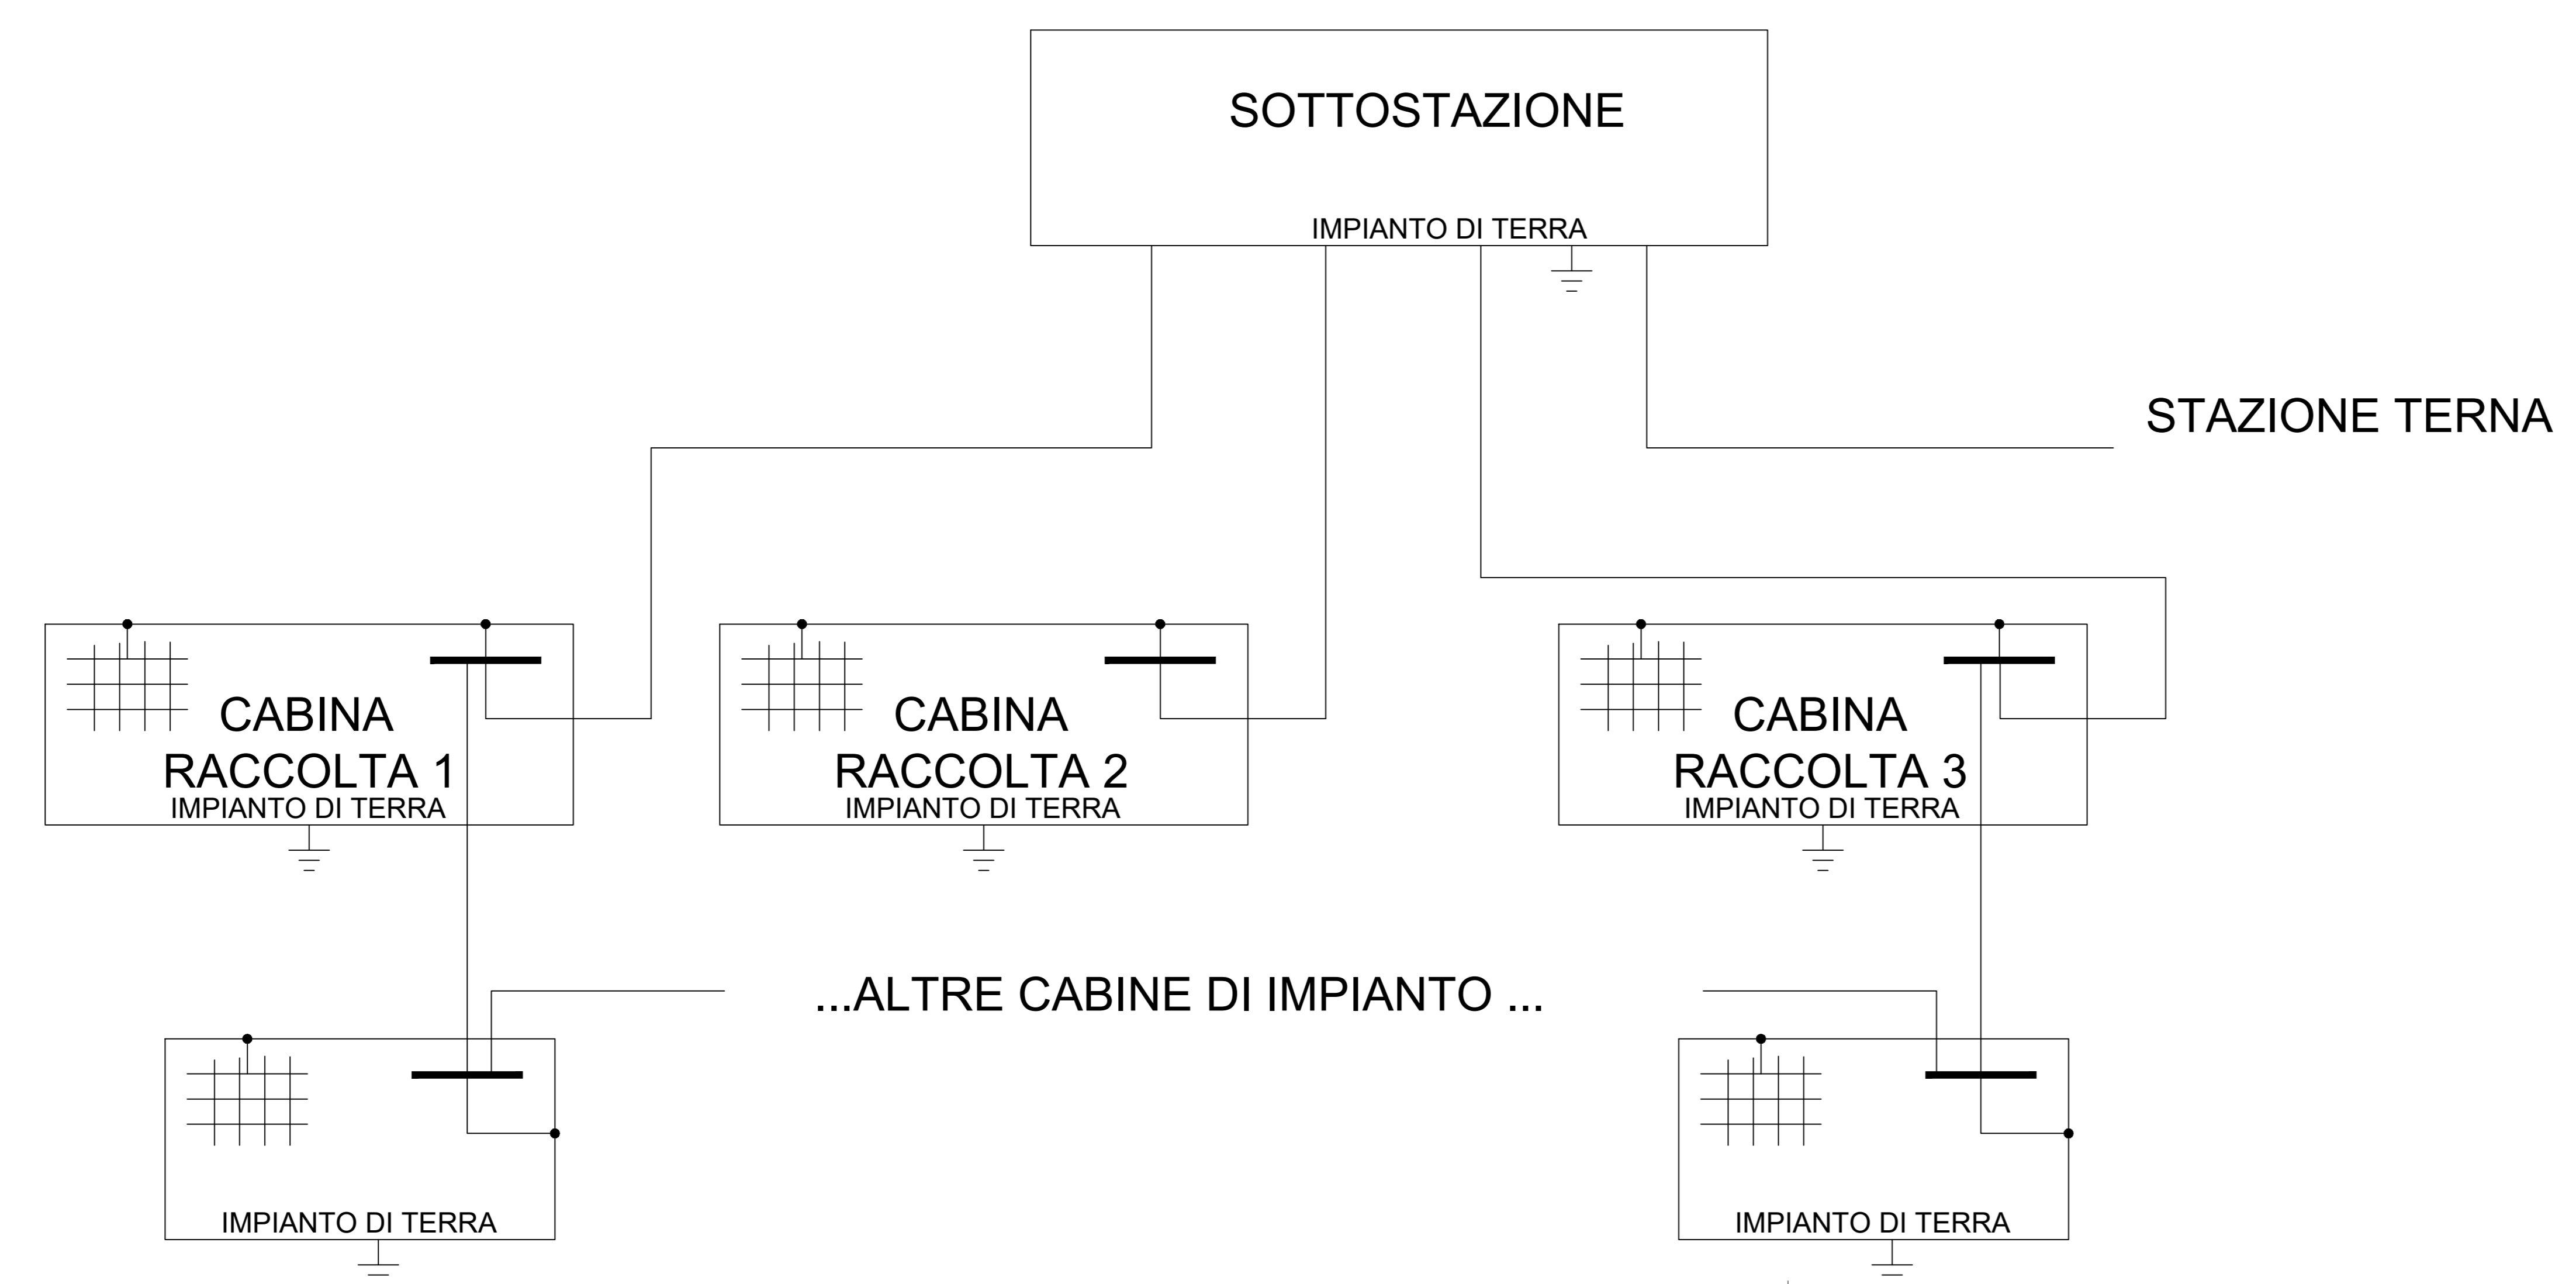 SOTTOSTAZIONE
IMPIANTO DI TERRA
STAZIONE TERNA
CABINA
RACCOLTA 1
IMPIANTO DI TERRA
CABINA
RACCOLTA 2
IMPIANTO DI TERRA
CABINA
RACCOLTA 3
IMPIANTO DI TERRA
...ALTRE CABINE DI IMPIANTO ...
IMPIANTO DI TERRA
IMPIANTO DI TERRA